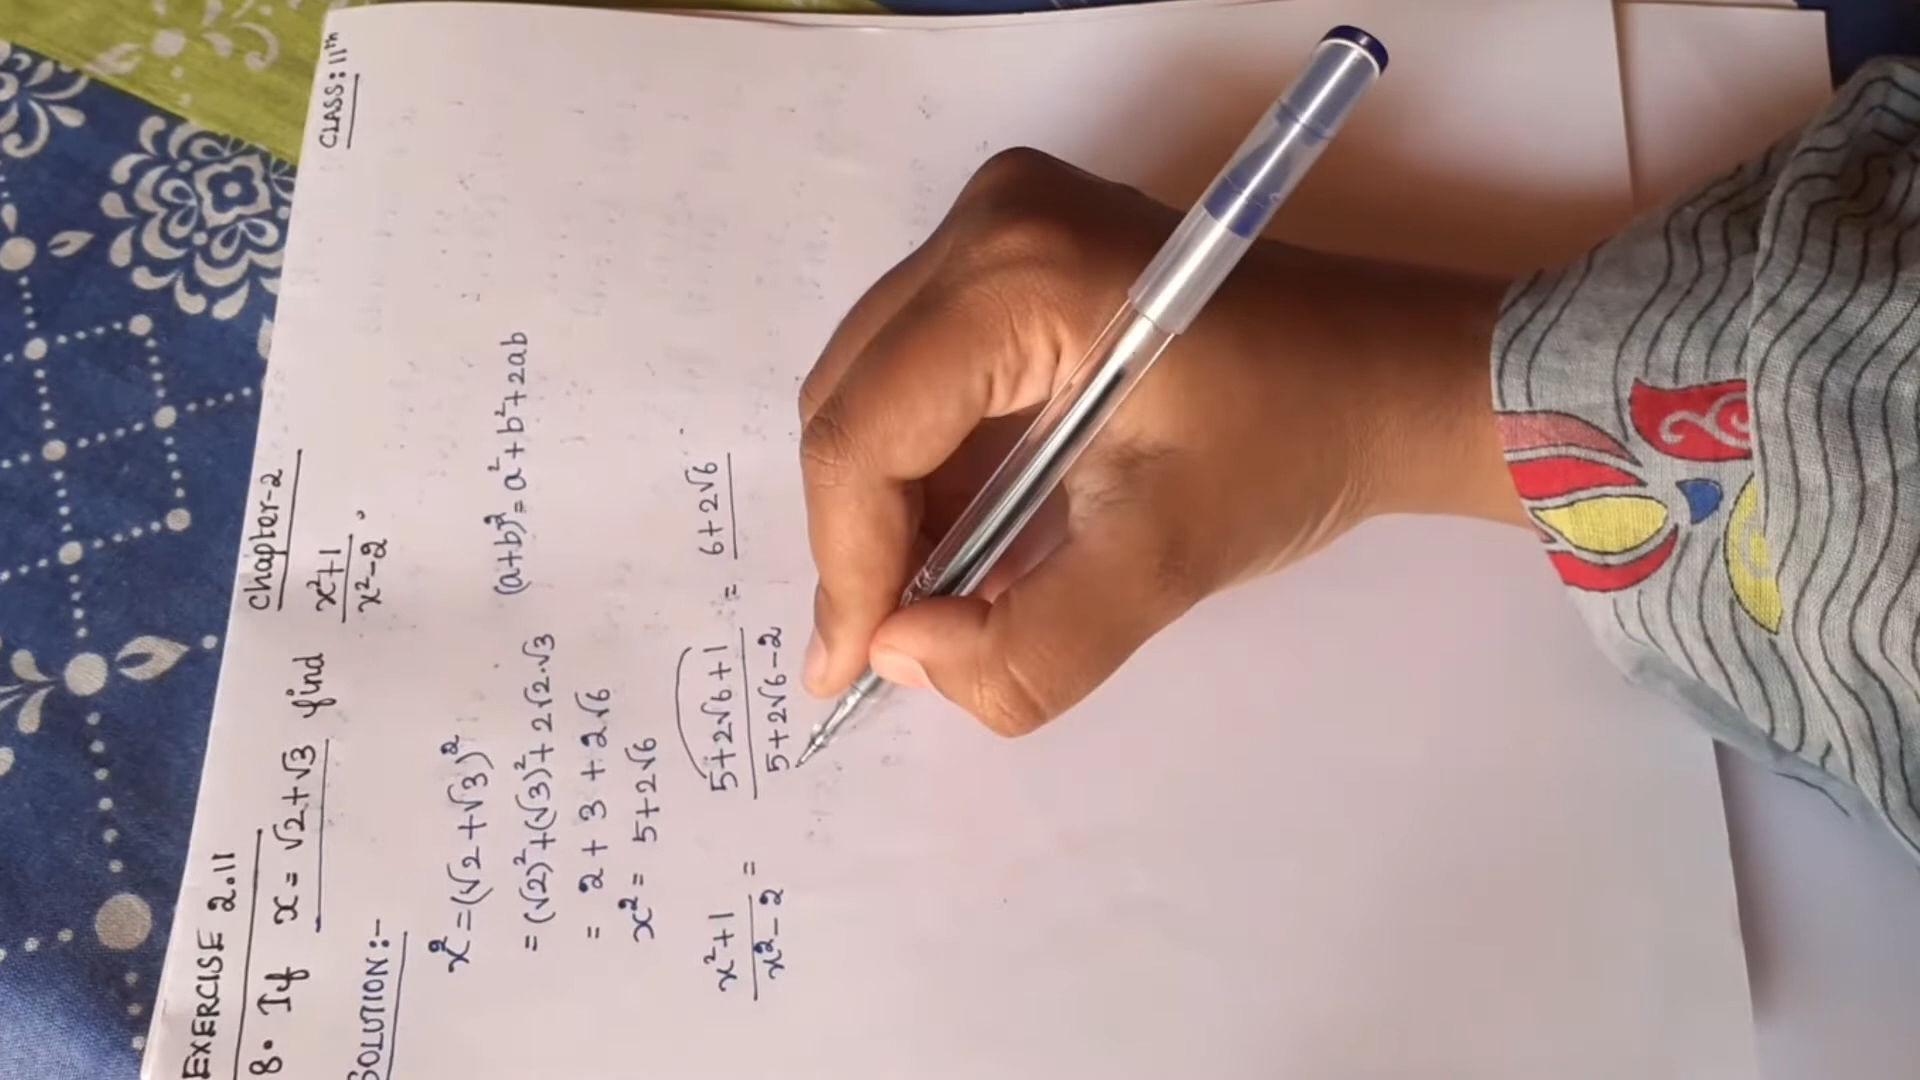 CLASS: 11th
Chapter-2
EXERCISE 2.11
8. If x = √2+√3 find x²+1 / x²-2 .
SOLUTION:-
x² = (√2+√3)²
= (√2)²+(√3)²+2√2.√3 (a+b)² = a²+b²+2ab
= 2+3+2√6
x² = 5+2√6
x²+1 / x²-2 = 5+2√6+1 / 5+2√6-2 = 6+2√6